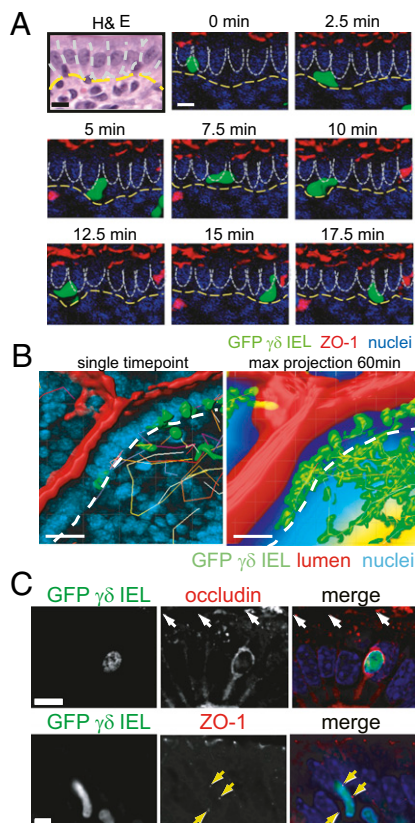 A
H& E
0 min
2.5 min
5 min
7.5 min
10 min
12.5 min
15 min
17.5 min
GFP γδ IEL ZO-1 nuclei
B
single timepoint
max projection 60min
GFP γδ IEL lumen nuclei
C
GFP γδ IEL
occludin
merge
GFP γδ IEL
ZO-1
merge